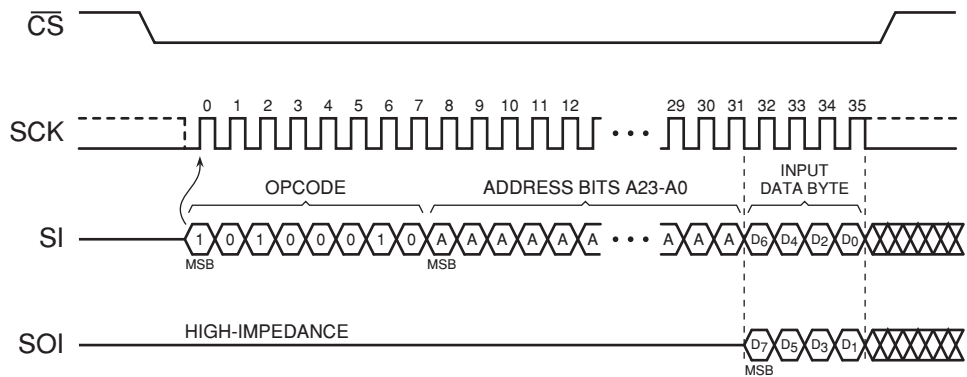 CS
0 1 2 3 4 5 6 7 8 9 10 11 12 29 30 31 32 33 34 35
SCK
OPCODE ADDRESS BITS A23-A0 INPUT
DATA BYTE
SI 1 0 1 0 0 0 1 0 A A A A A A • • • A A A D6 D4 D2 D0
MSB MSB
HIGH-IMPEDANCE
SOI D7 D5 D3 D1
MSB